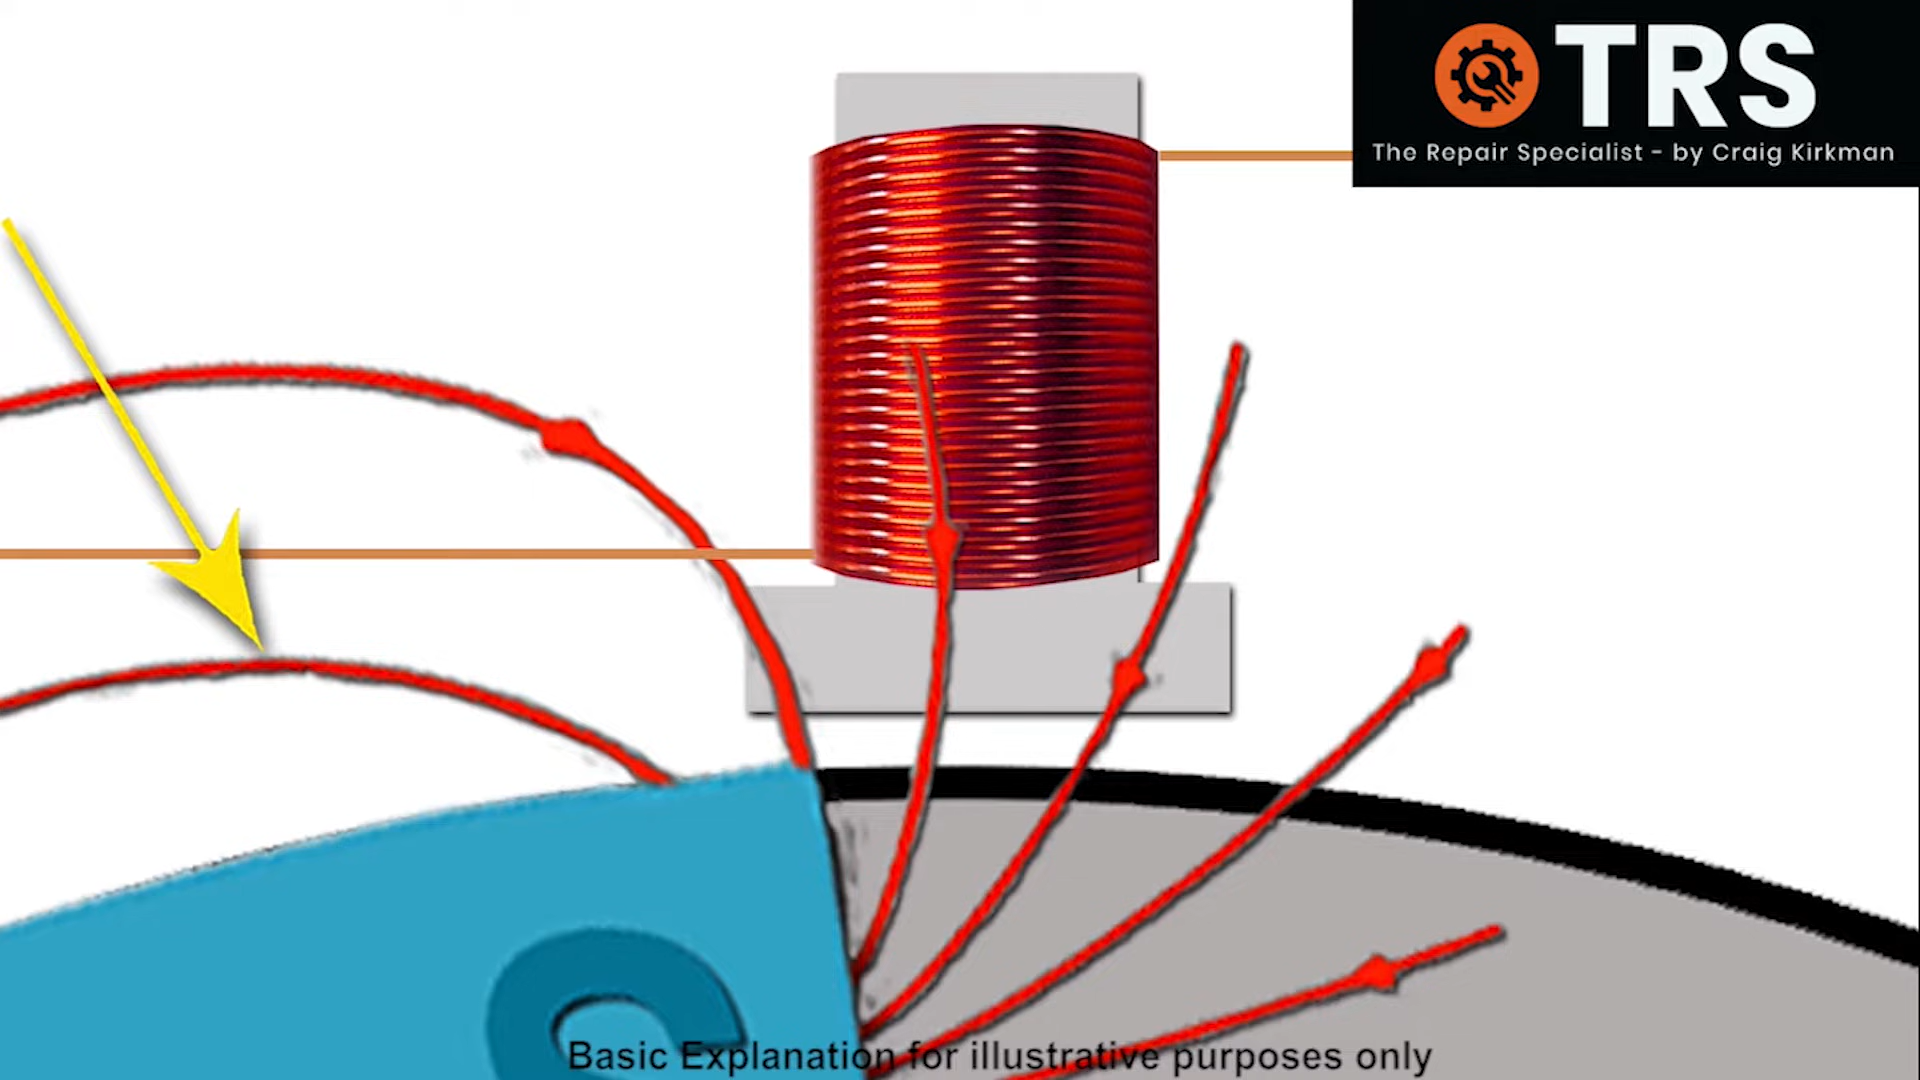 TRS
The Repair Specialist - by Craig Kirkman
S
Basic Explanation for illustrative purposes only